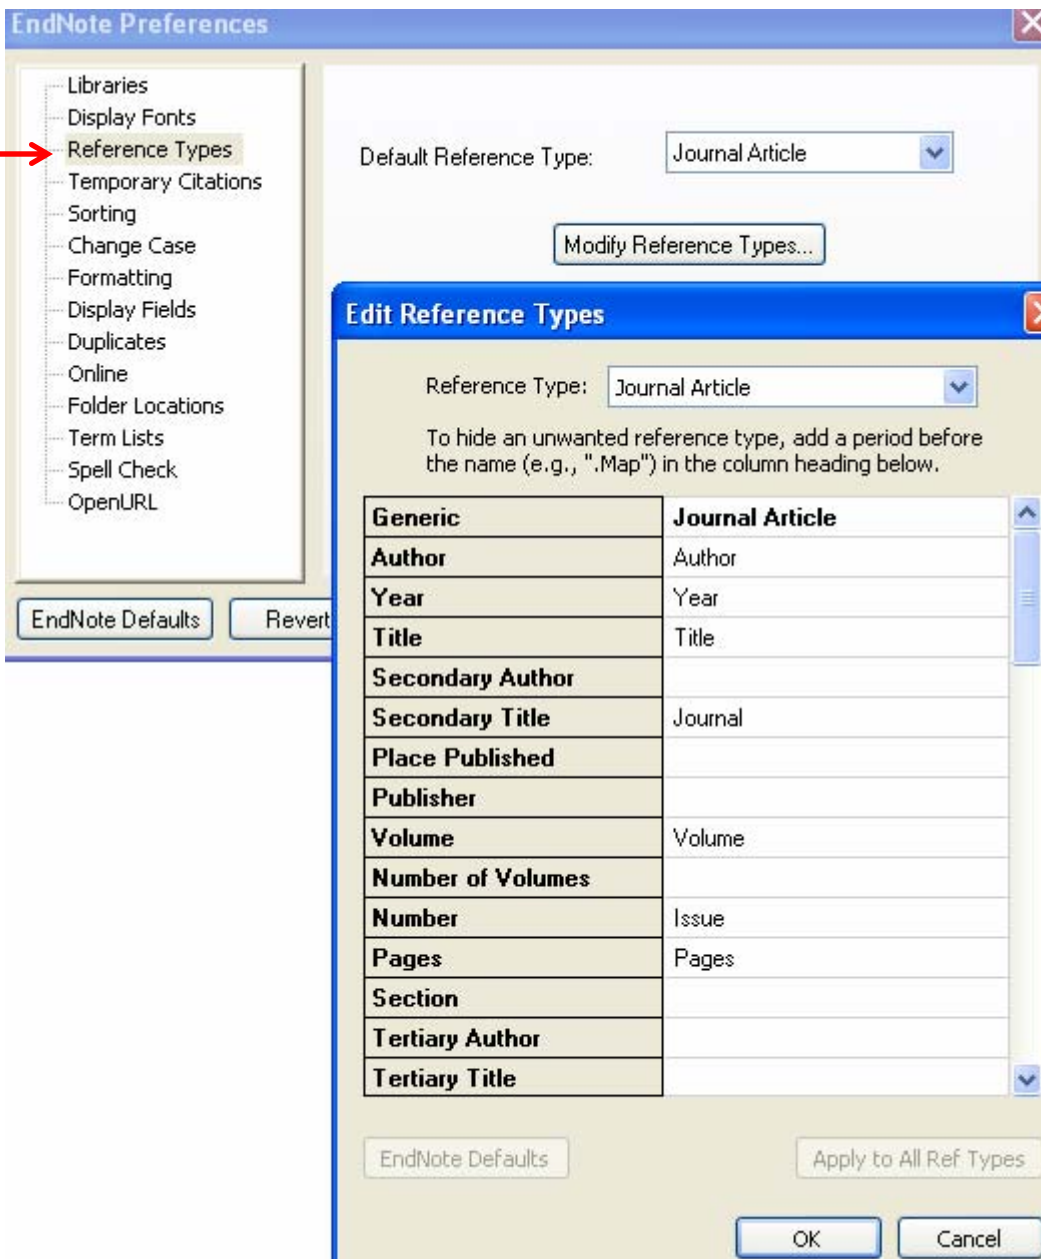 EndNote Preferences
Libraries
Display Fonts
Reference Types
Temporary Citations
Sorting
Change Case
Formatting
Display Fields
Duplicates
Online
Folder Locations
Term Lists
Spell Check
OpenURL
Default Reference Type: Journal Article
Modify Reference Types...
EndNote Defaults Revert
Edit Reference Types
Reference Type: Journal Article
To hide an unwanted reference type, add a period before
the name (e.g., ".Map") in the column heading below.
Generic Journal Article
Author Author
Year Year
Title Title
Secondary Author
Secondary Title Journal
Place Published
Publisher
Volume Volume
Number of Volumes
Number Issue
Pages Pages
Section
Tertiary Author
Tertiary Title
EndNote Defaults Apply to All Ref Types
OK Cancel